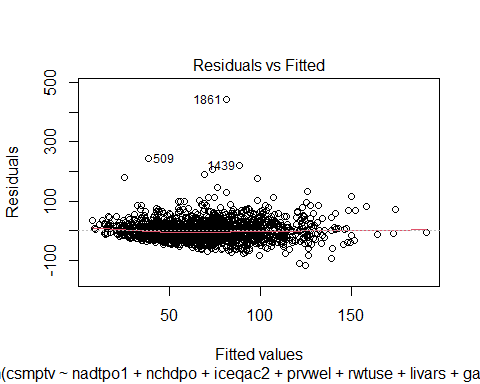 Residuals vs Fitted
500
300
100
-100
Residuals
1861
509
1439
50
100
150
Fitted values
(csmptv ~ nadtpo1 + nchdpo + iceqac2 + prvwel + rwtuse + livars + ga